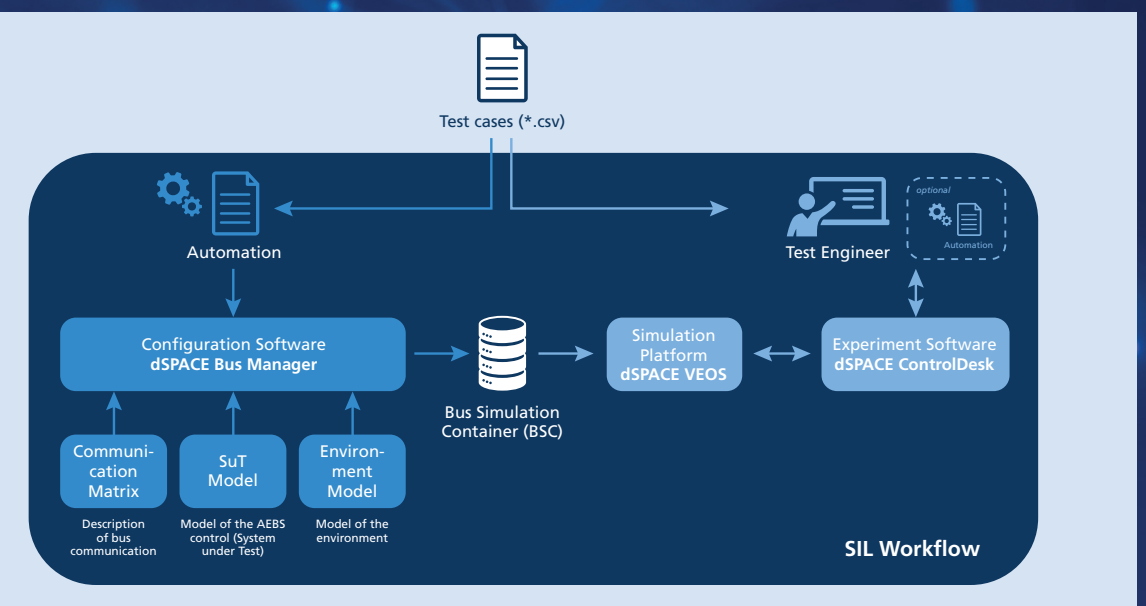 Test cases (*.csv)
Automation
Test Engineer
optional
Automation
Configuration Software
dSPACE Bus Manager
Bus Simulation
Container (BSC)
Simulation
Platform
dSPACE VEOS
Experiment Software
dSPACE ControlDesk
Communi-
cation
Matrix
Description
of bus
communication
SuT
Model
Model of the AEBS
control (System
under Test)
Environ-
ment
Model
Model of the
environment
SIL Workflow